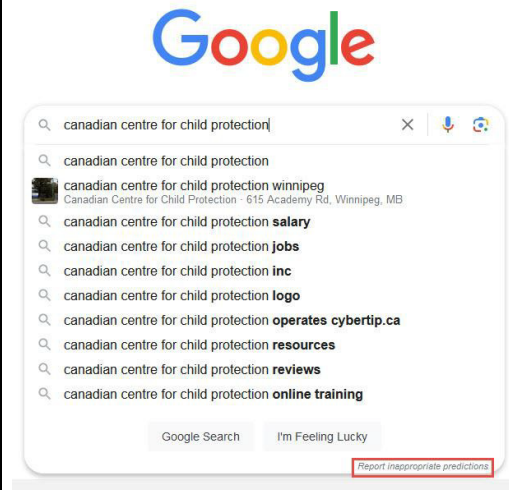 Google
canadian centre for child protection
canadian centre for child protection
canadian centre for child protection winnipeg
Canadian Centre for Child Protection · 615 Academy Rd, Winnipeg, MB
canadian centre for child protection salary
canadian centre for child protection jobs
canadian centre for child protection inc
canadian centre for child protection logo
canadian centre for child protection operates cybertip.ca
canadian centre for child protection resources
canadian centre for child protection reviews
canadian centre for child protection online training
Google Search I'm Feeling Lucky
Report inappropriate predictions